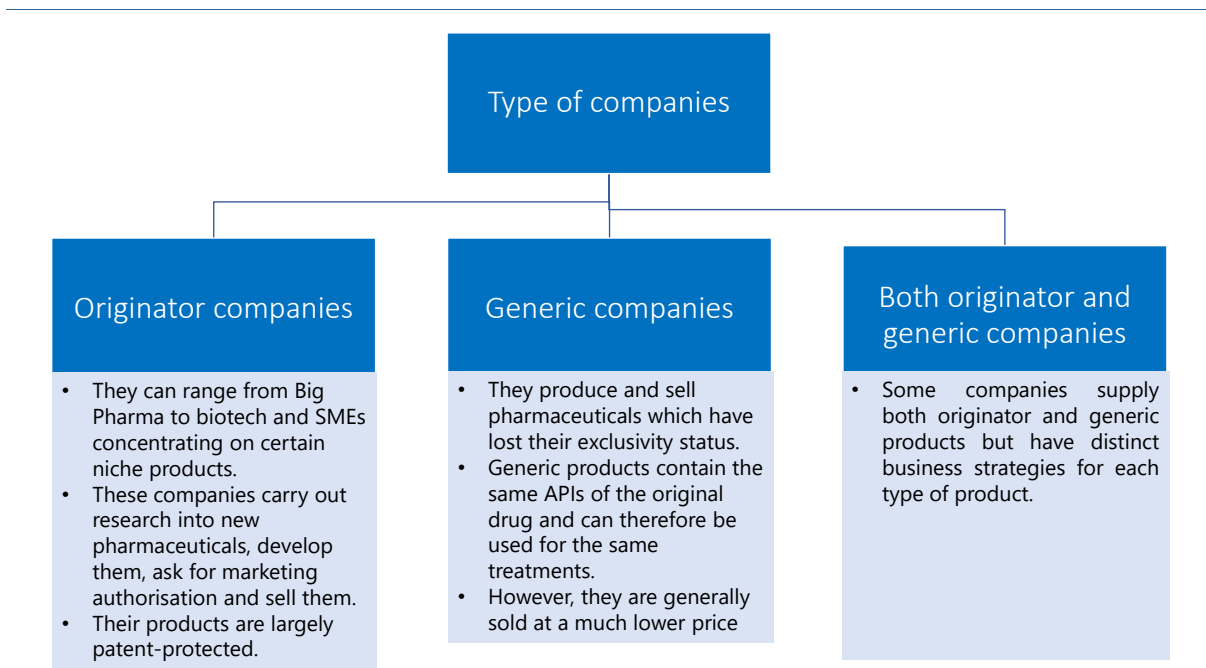 Type of companies
Originator companies
• They can range from Big
Pharma to biotech and SMEs
concentrating on certain
niche products.
• These companies carry out
research into new
pharmaceuticals, develop
them, ask for marketing
authorisation and sell them.
• Their products are largely
patent-protected.
Generic companies
• They produce and sell
pharmaceuticals which have
lost their exclusivity status.
• Generic products contain the
same APIs of the original
drug and can therefore be
used for the same
treatments.
• However, they are generally
sold at a much lower price
Both originator and
generic companies
• Some companies supply
both originator and generic
products but have distinct
business strategies for each
type of product.